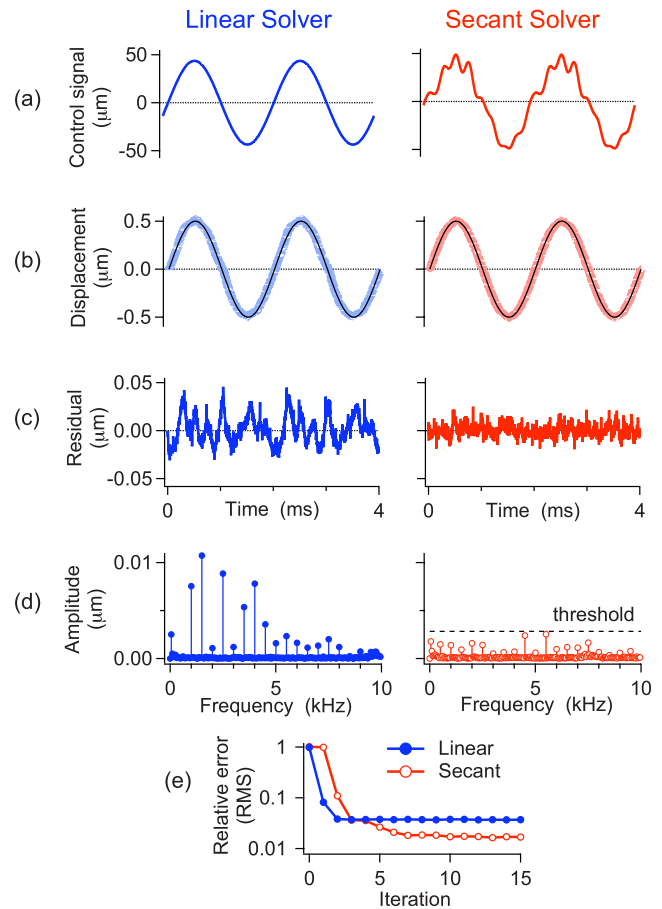 Linear Solver
Secant Solver
(a)
Control signal
(μm)
50
0
-50
(b)
Displacement
(μm)
0.5
0.0
-0.5
(c)
Residual
(μm)
0.05
0.00
-0.05
0
Time (ms)
4
0
Time (ms)
4
(d)
Amplitude
(μm)
0.01
0.00
threshold
0
5
10
Frequency (kHz)
0
5
10
Frequency (kHz)
(e)
Relative error
(RMS)
1
0.1
0.01
Linear
Secant
0
5
10
15
Iteration